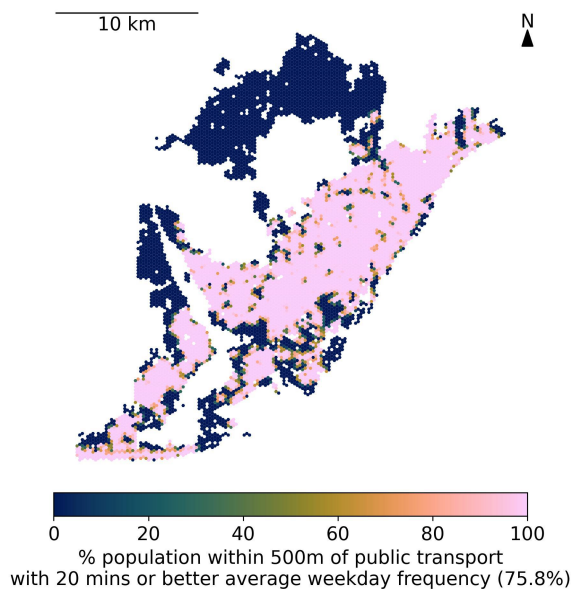 10 km
N
0 20 40 60 80 100
% population within 500m of public transport
with 20 mins or better average weekday frequency (75.8%)